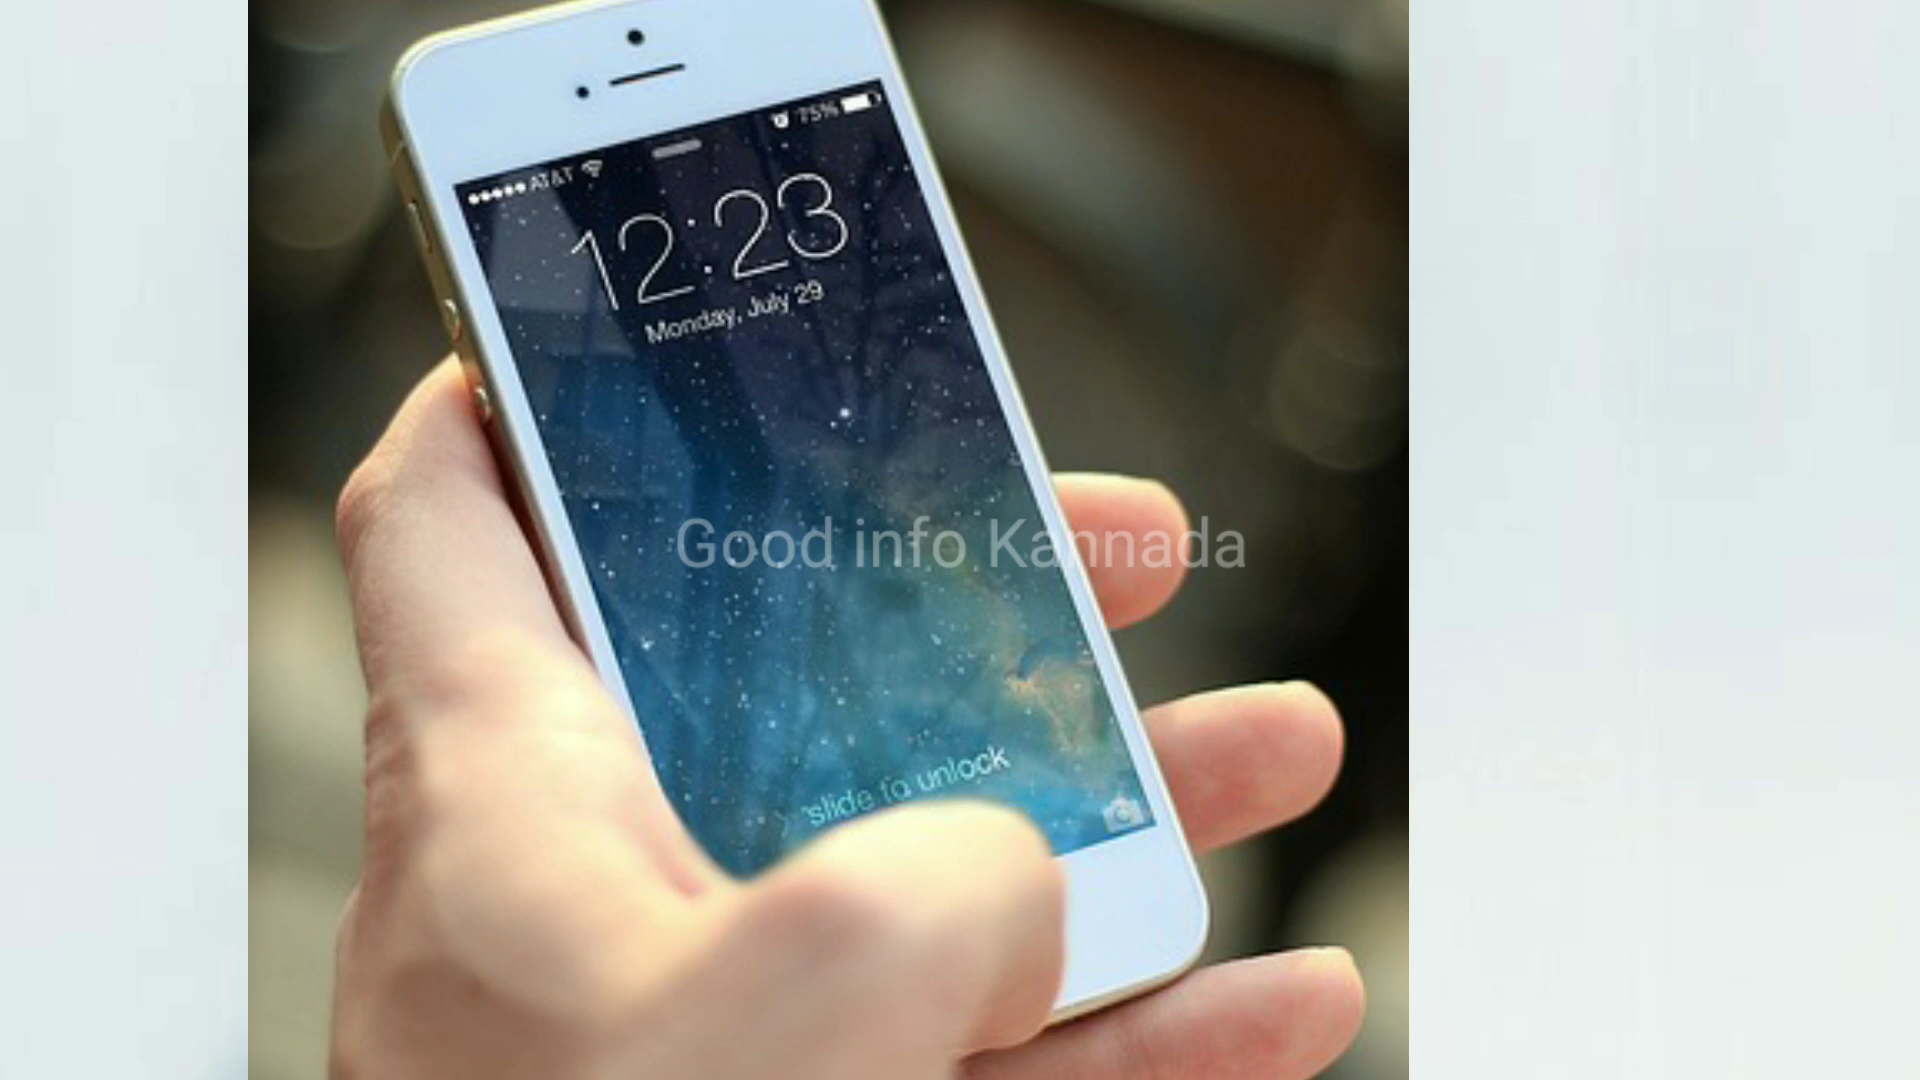 AT&T 75%
12:23
Monday, July 29
Good info Kannada
slide to unlock